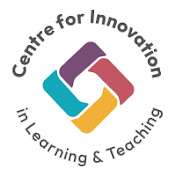 Centre for Innovation
in Learning & Teaching